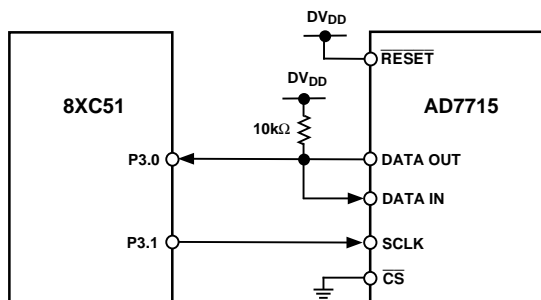 DVDD
RESET
DVDD
8XC51
AD7715
10kΩ
P3.0
DATA OUT
DATA IN
P3.1
SCLK
CS